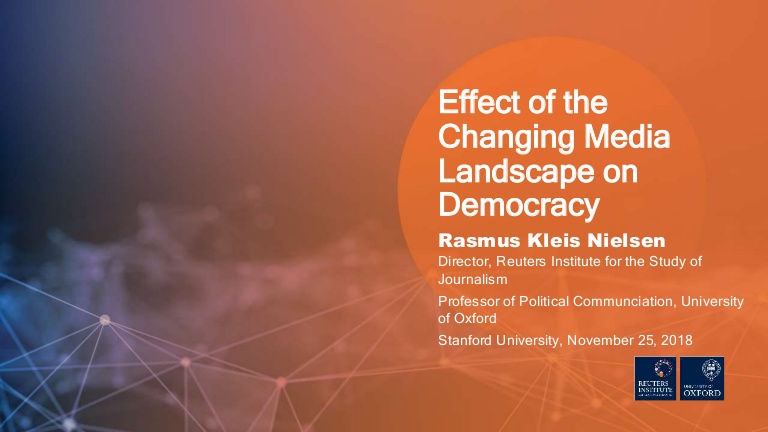 Effect of the
Changing Media
Landscape on
Democracy
Rasmus Kleis Nielsen
Director, Reuters Institute for the Study of
Journalism
Professor of Political Communciation, University
of Oxford
Stanford University, November 25, 2018
REUTERS
INSTITUTE
UNIVERSITY OF
OXFORD